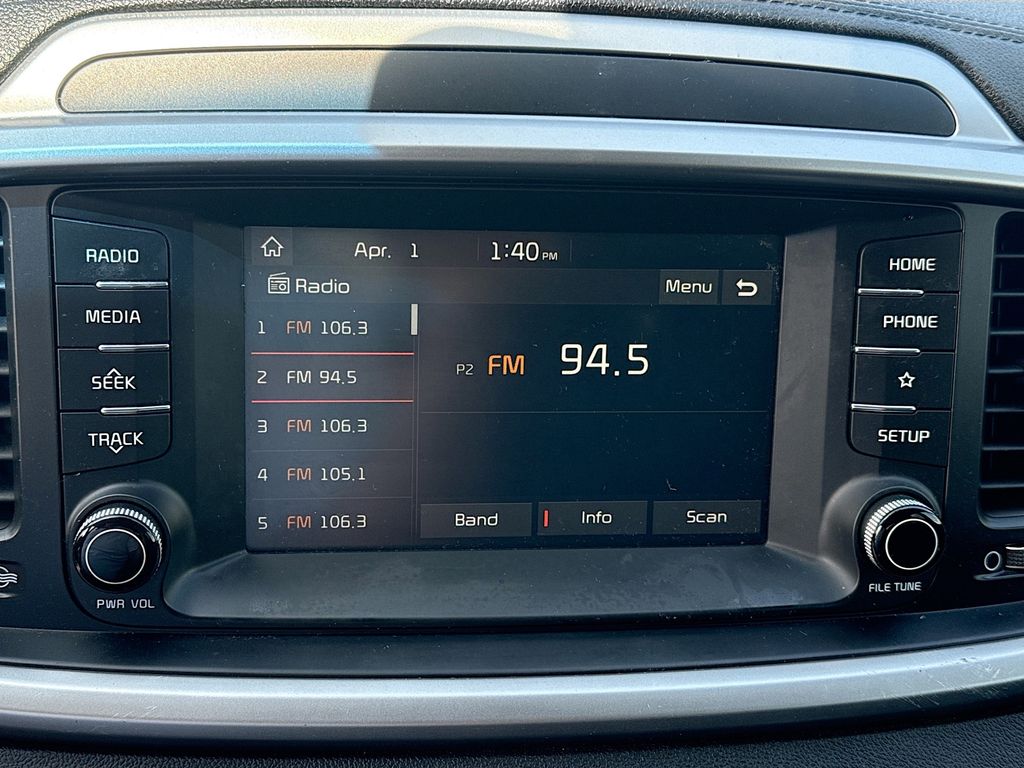 Apr. 1 1:40 PM
Radio Menu
1 FM 106.3
2 FM 94.5
3 FM 106.3
4 FM 105.1
5 FM 106.3
P2 FM 94.5
Band Info Scan
RADIO
MEDIA
SEEK
TRACK
PWR VOL
HOME
PHONE
SETUP
FILE TUNE